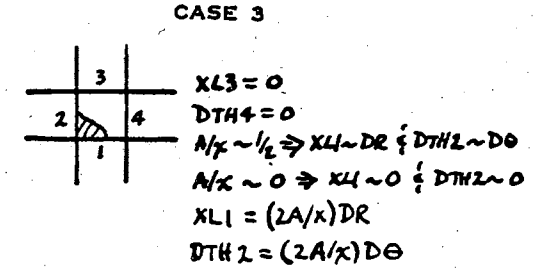 CASE 3
3
2
4
1
XL3 = 0
DTH4 = 0
A/x ~ 1/2 ⇒ XL1 ~ DR & DTH2 ~ DΘ
A/x ~ 0 ⇒ XL1 ~ 0 & DTH2 ~ 0
XL1 = (2A/x) DR
DTH2 = (2A/x) DΘ